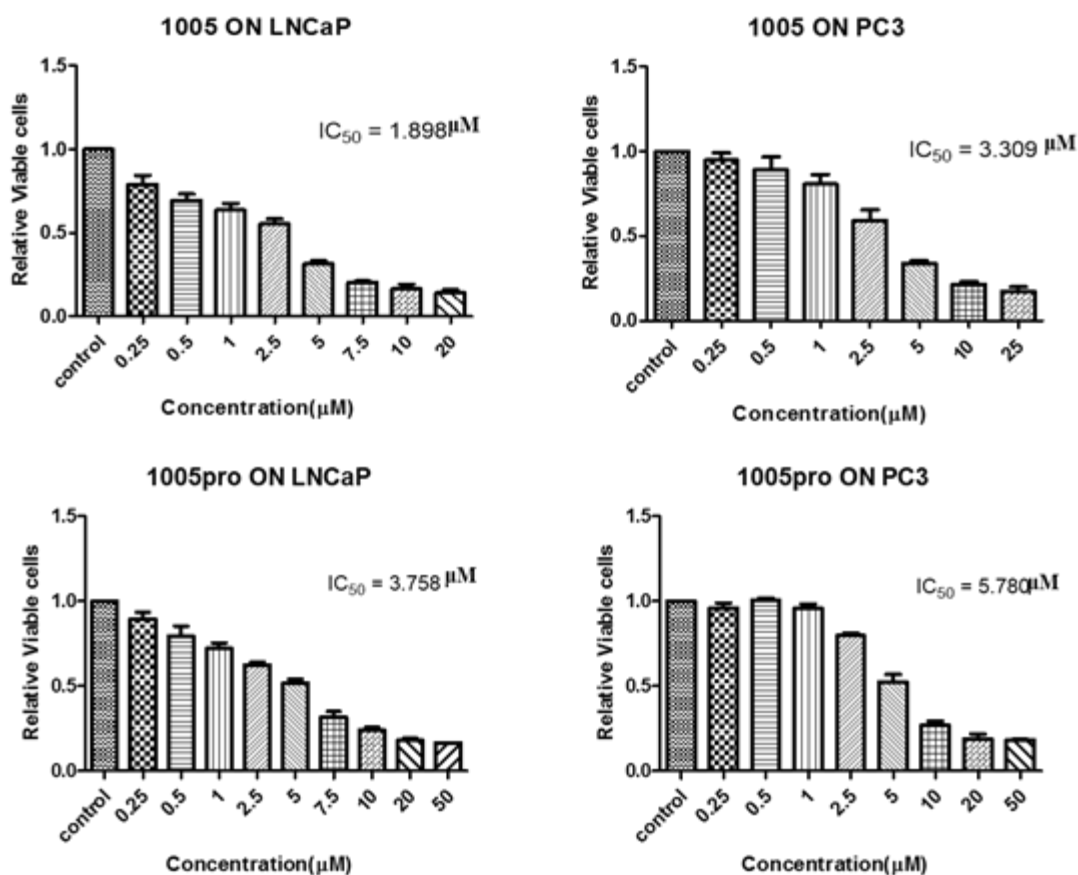 1005 ON LNCaP
1.5
1.0
0.5
0.0
Relative Viable cells
IC50 = 1.898μM
control 0.25 0.5 1 2.5 5 7.5 10 20
Concentration(μM)
1005 ON PC3
1.5
1.0
0.5
0.0
Relative Viable cells
IC50 = 3.309 μM
control 0.25 0.5 1 2.5 5 10 25
Concentration(μM)
1005pro ON LNCaP
1.5
1.0
0.5
0.0
Relative Viable cells
IC50 = 3.758 μM
control 0.25 0.5 1 2.5 5 7.5 10 20 50
Concentration(μM)
1005pro ON PC3
1.5
1.0
0.5
0.0
Relative Viable cells
IC50 = 5.780μM
control 0.25 0.5 1 2.5 5 10 20 50
Concentration(μM)